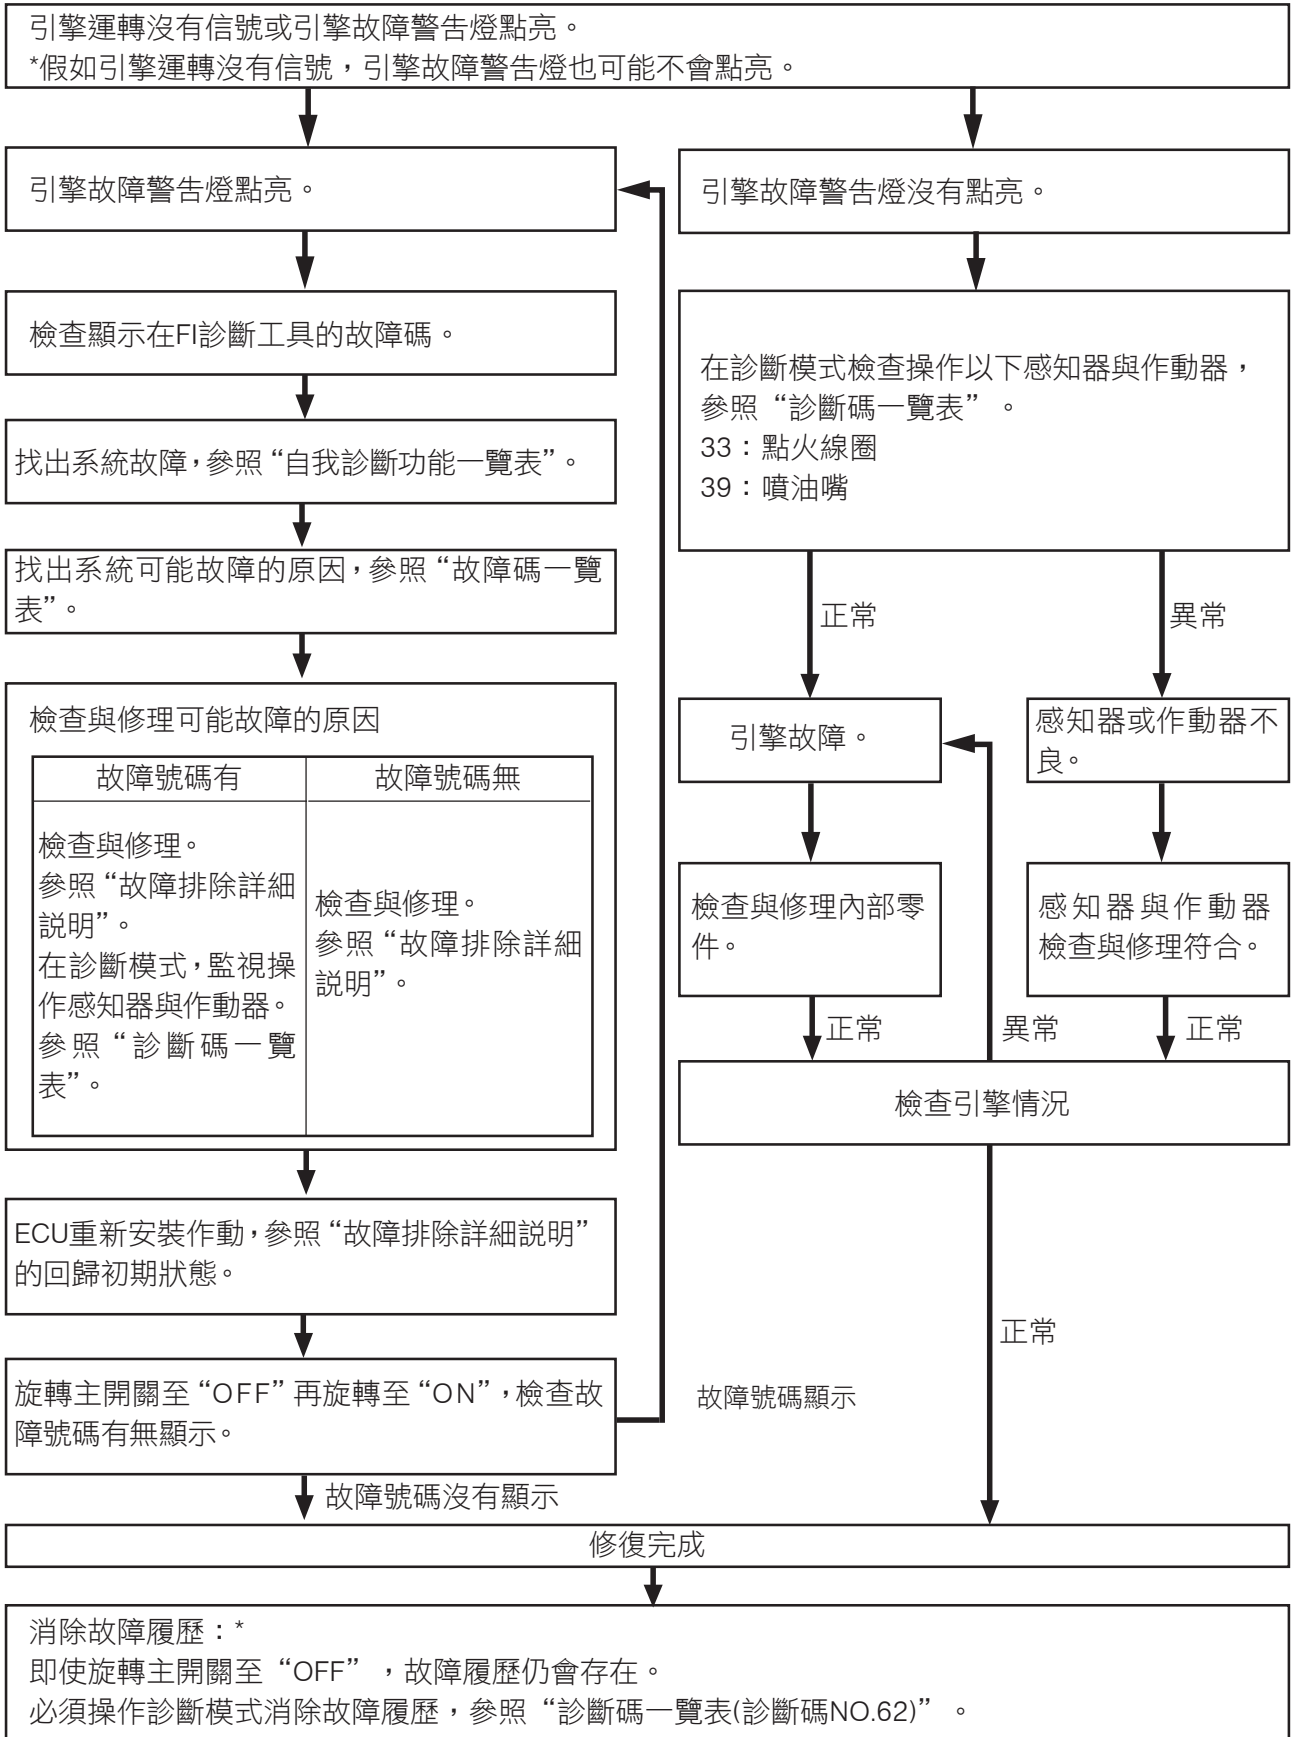 引擎運轉沒有信號或引擎故障警告燈點亮。
*假如引擎運轉沒有信號，引擎故障警告燈也可能不會點亮。
引擎故障警告燈點亮。
檢查顯示在FI診斷工具的故障碼。
找出系統故障，參照“自我診斷功能一覽表”。
找出系統可能故障的原因，參照“故障碼一覽
表”。
檢查與修理可能故障的原因
故障號碼有
檢查與修理。
參照“故障排除詳細
説明”。
在診斷模式，監視操
作感知器與作動器。
參照“診斷碼一覽
表”。
故障號碼無
檢查與修理。
參照“故障排除詳細
説明”。
ECU重新安裝作動，參照“故障排除詳細説明”
的回歸初期狀態。
旋轉主開關至“OFF”再旋轉至“ON”，檢查故
障號碼有無顯示。
故障號碼顯示
故障號碼沒有顯示
引擎故障警告燈沒有點亮。
在診斷模式檢查操作以下感知器與作動器，
參照“診斷碼一覽表”。
33：點火線圈
39：噴油嘴
正常
異常
引擎故障。
感知器或作動器不
良。
檢查與修理內部零
件。
感知器與作動器
檢查與修理符合。
正常
異常
正常
檢查引擎情況
正常
修復完成
消除故障履歷：*
即使旋轉主開關至“OFF”，故障履歷仍會存在。
必須操作診斷模式消除故障履歷，參照“診斷碼一覽表(診斷碼NO.62)”。